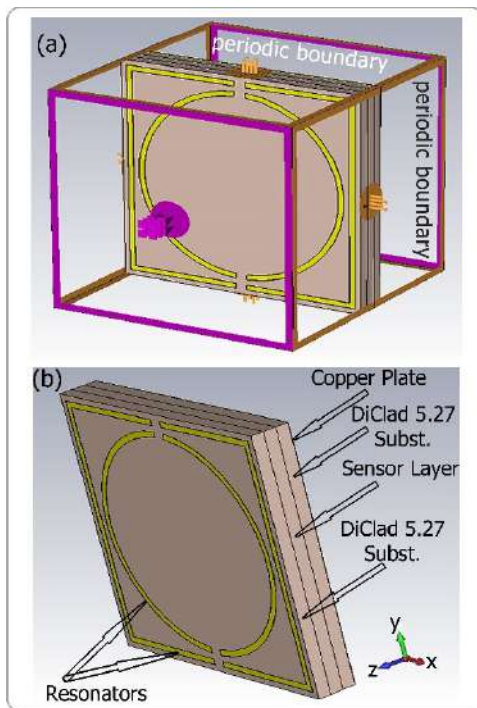 (a)
periodic boundary
periodic boundary
(b)
Copper Plate
DiClad 5.27
Subst.
Sensor Layer
DiClad 5.27
Subst.
Resonators
y
z
x